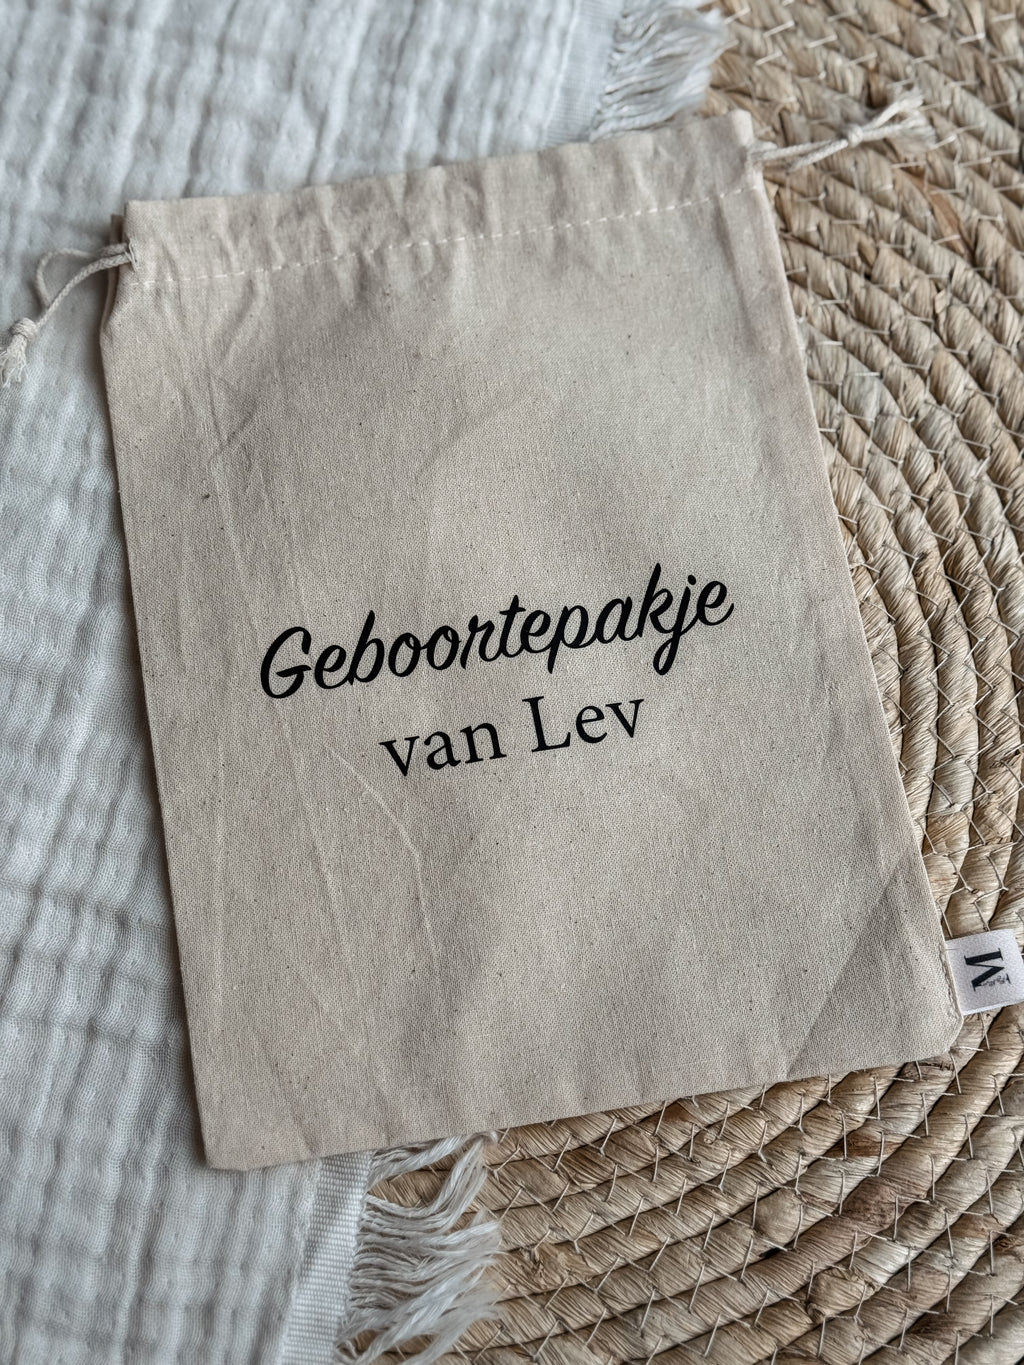 Geboortepakje
van Lev
M